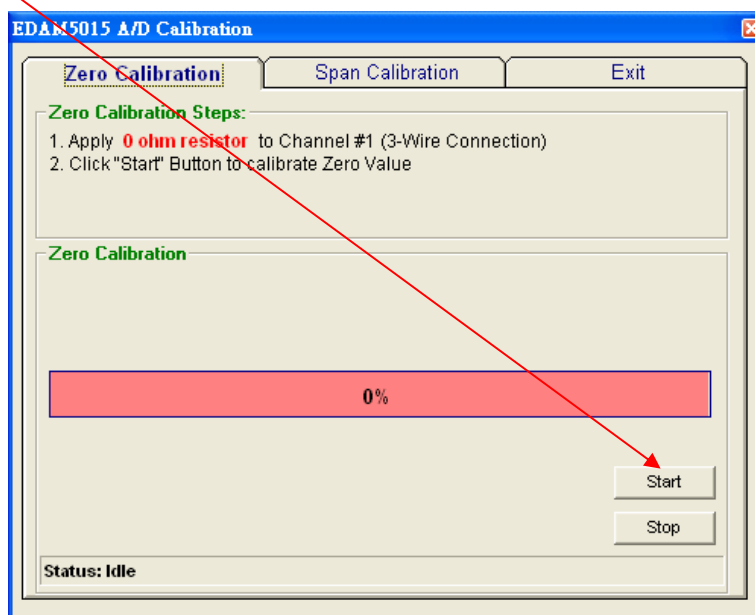 EDAM5015 A/D Calibration
Zero Calibration Span Calibration Exit
Zero Calibration Steps:
1. Apply 0 ohm resistor to Channel #1 (3-Wire Connection)
2. Click "Start" Button to calibrate Zero Value
Zero Calibration
0%
Start
Stop
Status: Idle